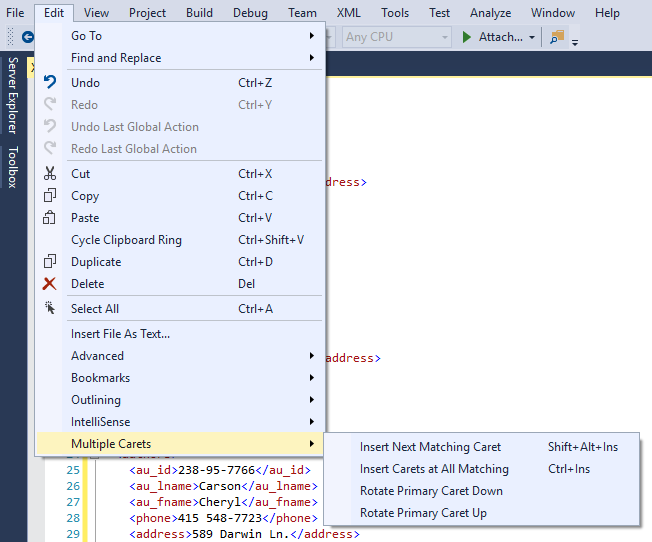 File Edit View Project Build Debug Team XML Tools Test Analyze Window Help
Any CPU Attach...
Server Explorer
Toolbox
Go To
Find and Replace
Undo Ctrl+Z
Redo Ctrl+Y
Undo Last Global Action
Redo Last Global Action
Cut Ctrl+X
Copy Ctrl+C
Paste Ctrl+V
Cycle Clipboard Ring Ctrl+Shift+V
Duplicate Ctrl+D
Delete Del
Select All Ctrl+A
Insert File As Text...
Advanced
Bookmarks
Outlining
IntelliSense
Multiple Carets
dress>
address>
Insert Next Matching Caret Shift+Alt+Ins
Insert Carets at All Matching Ctrl+Ins
Rotate Primary Caret Down
Rotate Primary Caret Up
25 <au_id>238-95-7766</au_id>
26 <au_lname>Carson</au_lname>
27 <au_fname>Cheryl</au_fname>
28 <phone>415 548-7723</phone>
29 <address>589 Darwin Ln.</address>